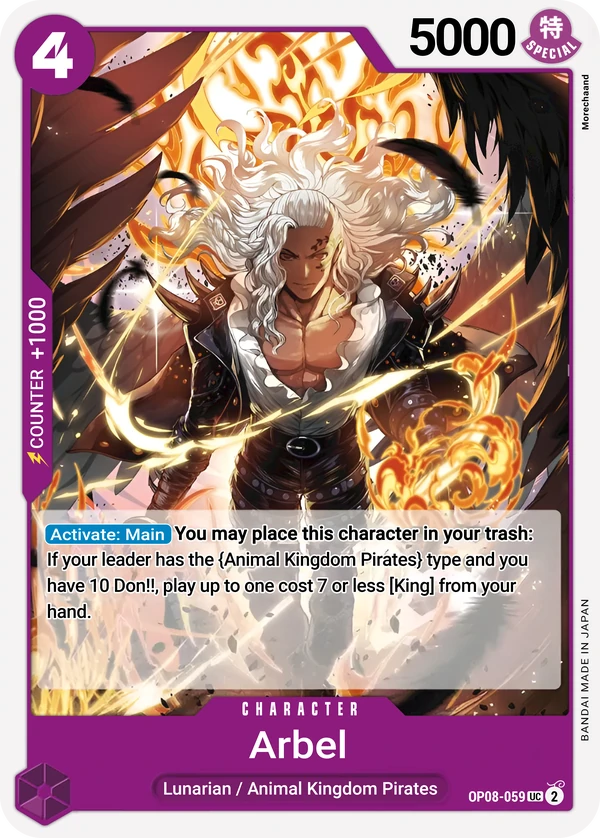 4
5000
特
SPECIAL
Morechaand
COUNTER +1000
Activate: Main You may place this character in your trash:
If your leader has the {Animal Kingdom Pirates} type and you
have 10 Don!!, play up to one cost 7 or less [King] from your
hand.
BANDAI MADE IN JAPAN
CHARACTER
Arbel
Lunarian / Animal Kingdom Pirates
OP08-059 UC 2